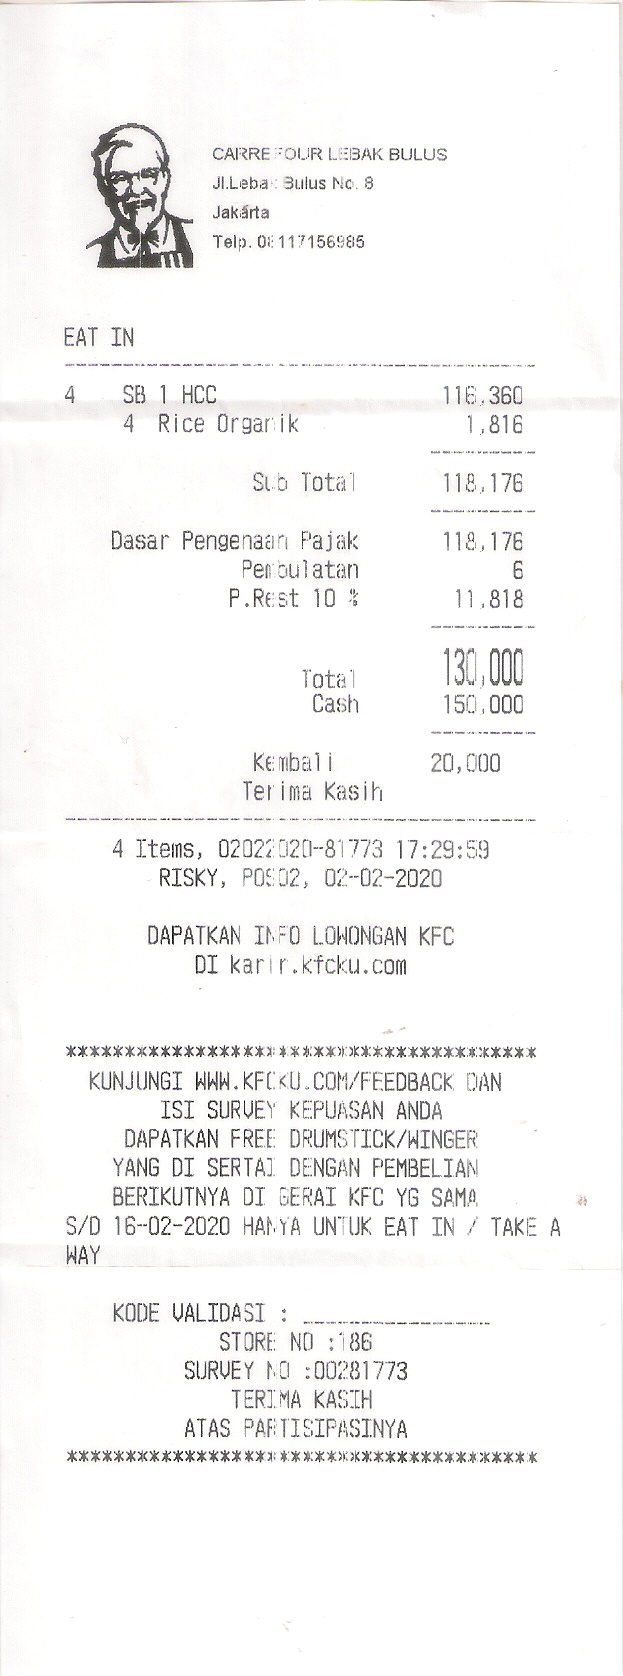 CARREFOUR LEBAK BULUS
Jl.Lebak Bulus No. 8
Jakarta
Telp. 08117156985
EAT IN
4 SB 1 HCC 116,360
4 Rice Organik 1,816
Sub Total 118,176
Dasar Pengenaan Pajak 118,176
Pembulatan 6
P.Rest 10 % 11,818
Total 130,000
Cash 150,000
Kembali 20,000
Terima Kasih
4 Items, 02022020-81773 17:29:59
RISKY, POS02, 02-02-2020
DAPATKAN INFO LOWONGAN KFC
DI karir.kfcku.com
****************************************
KUNJUNGI WWW.KFCKU.COM/FEEDBACK DAN
ISI SURVEY KEPUASAN ANDA
DAPATKAN FREE DRUMSTICK/WINGER
YANG DI SERTAI DENGAN PEMBELIAN
BERIKUTNYA DI GERAI KFC YG SAMA
S/D 16-02-2020 HANYA UNTUK EAT IN / TAKE A
WAY
KODE VALIDASI : ________________
STORE NO :186
SURVEY NO :00281773
TERIMA KASIH
ATAS PARTISIPASINYA
****************************************